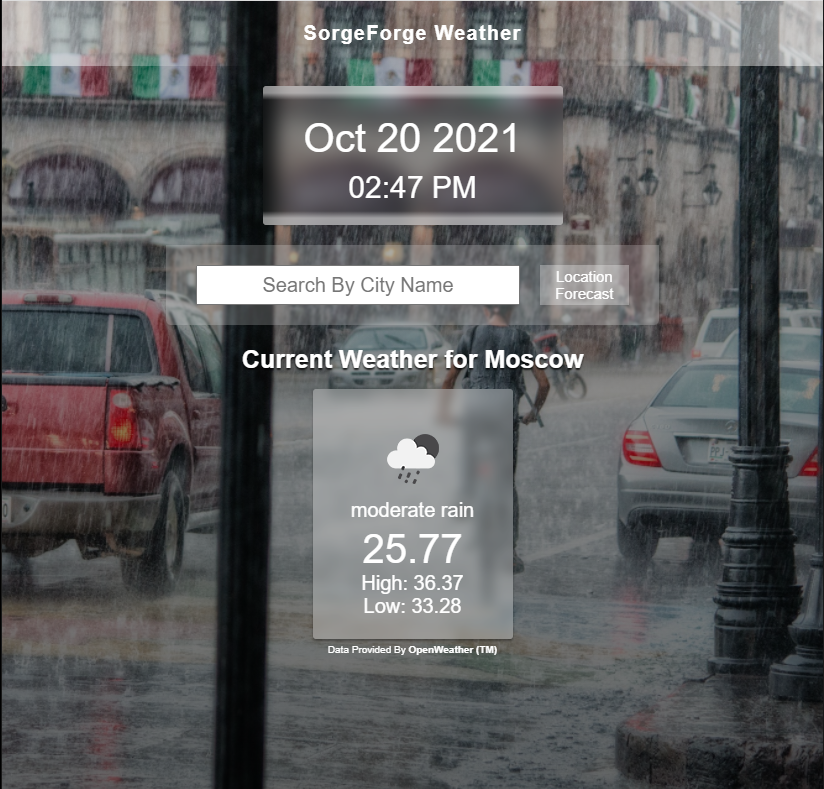 SorgeForge Weather
Oct 20 2021
02:47 PM
Search By City Name
Location
Forecast
Current Weather for Moscow
moderate rain
25.77
High: 36.37
Low: 33.28
Data Provided By OpenWeather (TM)